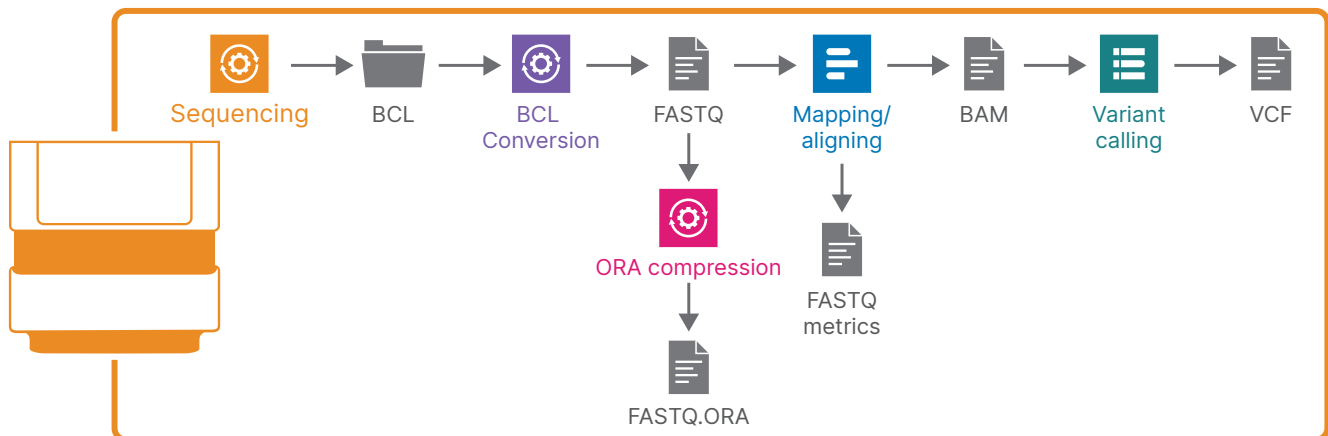 Sequencing
BCL
BCL
Conversion
FASTQ
Mapping/
aligning
BAM
Variant
calling
VCF
ORA compression
FASTQ
metrics
FASTQ.ORA